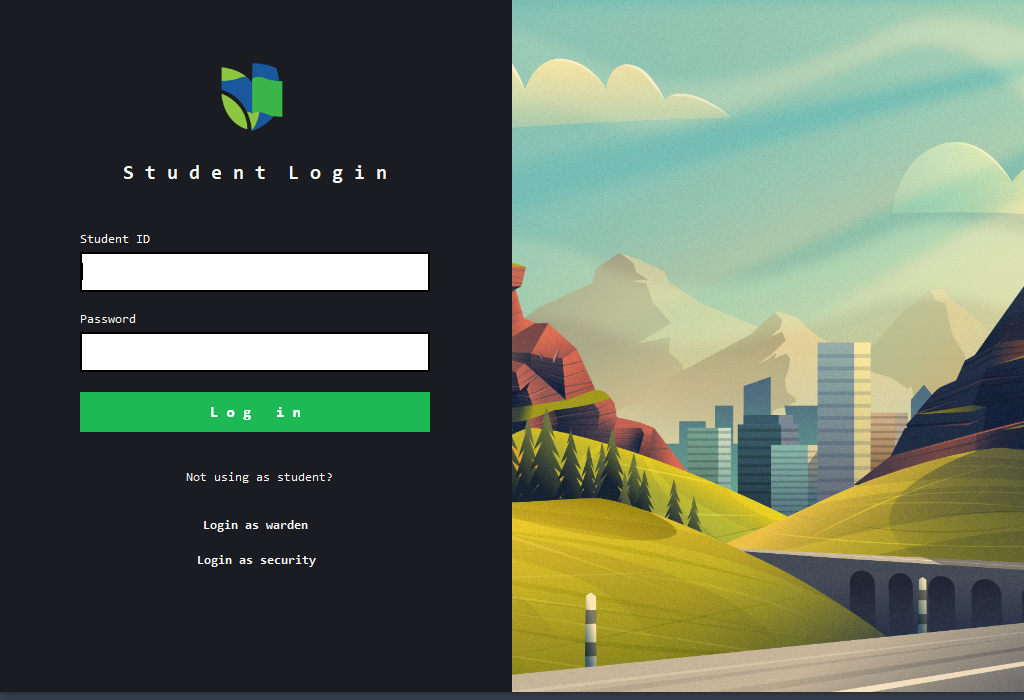 Student Login
Student ID
Password
Log in
Not using as student?
Login as warden
Login as security